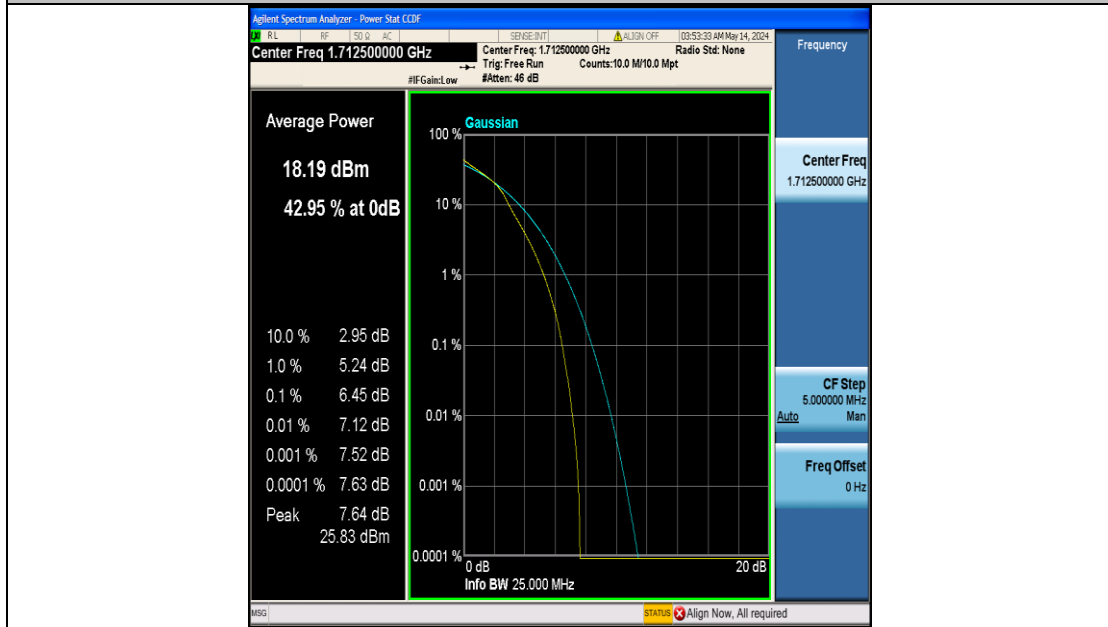 Agilent Spectrum Analyzer - Power Stat CCDF
RL RF 50 Ω AC SENSE:INT ALIGN OFF 03:53:33 AM May 14, 2024
Center Freq 1.712500000 GHz
Center Freq: 1.712500000 GHz Radio Std: None
Trig: Free Run Counts:10.0 M/10.0 Mpt
#IFGain:Low #Atten: 46 dB
Frequency
Average Power
18.19 dBm
42.95 % at 0dB
10.0 % 2.95 dB
1.0 % 5.24 dB
0.1 % 6.45 dB
0.01 % 7.12 dB
0.001 % 7.52 dB
0.0001 % 7.63 dB
Peak 7.64 dB
25.83 dBm
Gaussian
100 %
10 %
1 %
0.1 %
0.01 %
0.001 %
0.0001 %
0 dB 20 dB
Info BW 25.000 MHz
Center Freq
1.712500000 GHz
CF Step
5.000000 MHz
Auto Man
Freq Offset
0 Hz
MSG STATUS Align Now, All required